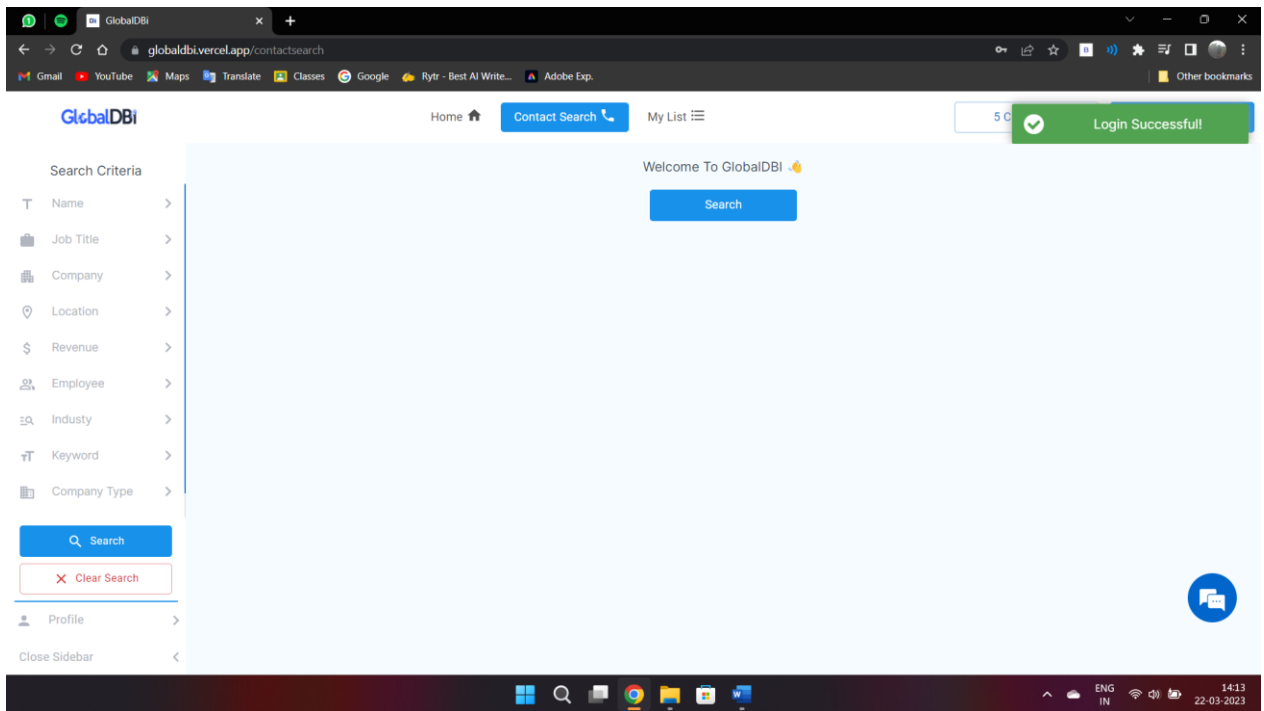 GlobalDBi
globaldbi.vercel.app/contactsearch
Gmail YouTube Maps Translate Classes Google Rytr - Best AI Write... Adobe Exp. Other bookmarks
GlobalDBi
Home Contact Search My List 5 C Login Successful!
Search Criteria
Welcome To GlobalDBI
Name
Search
Job Title
Company
Location
Revenue
Employee
Industy
Keyword
Company Type
Search
Clear Search
Profile
Close Sidebar
ENG 14:13
IN 22-03-2023